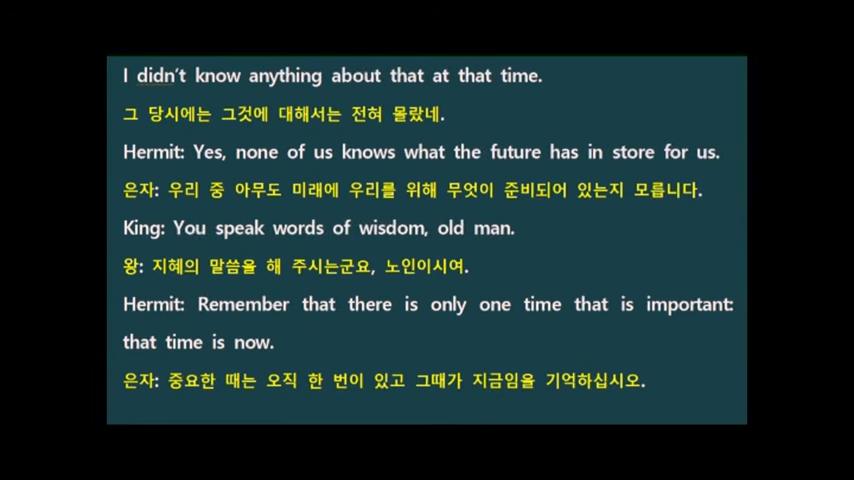 I didn't know anything about that at that time.
그 당시에는 그것에 대해서는 전혀 몰랐네.
Hermit: Yes, none of us knows what the future has in store for us.
은자: 우리 중 아무도 미래에 우리를 위해 무엇이 준비되어 있는지 모릅니다.
King: You speak words of wisdom, old man.
왕: 지혜의 말씀을 해 주시는군요, 노인이시여.
Hermit: Remember that there is only one time that is important:
that time is now.
은자: 중요한 때는 오직 한 번이 있고 그때가 지금임을 기억하십시오.